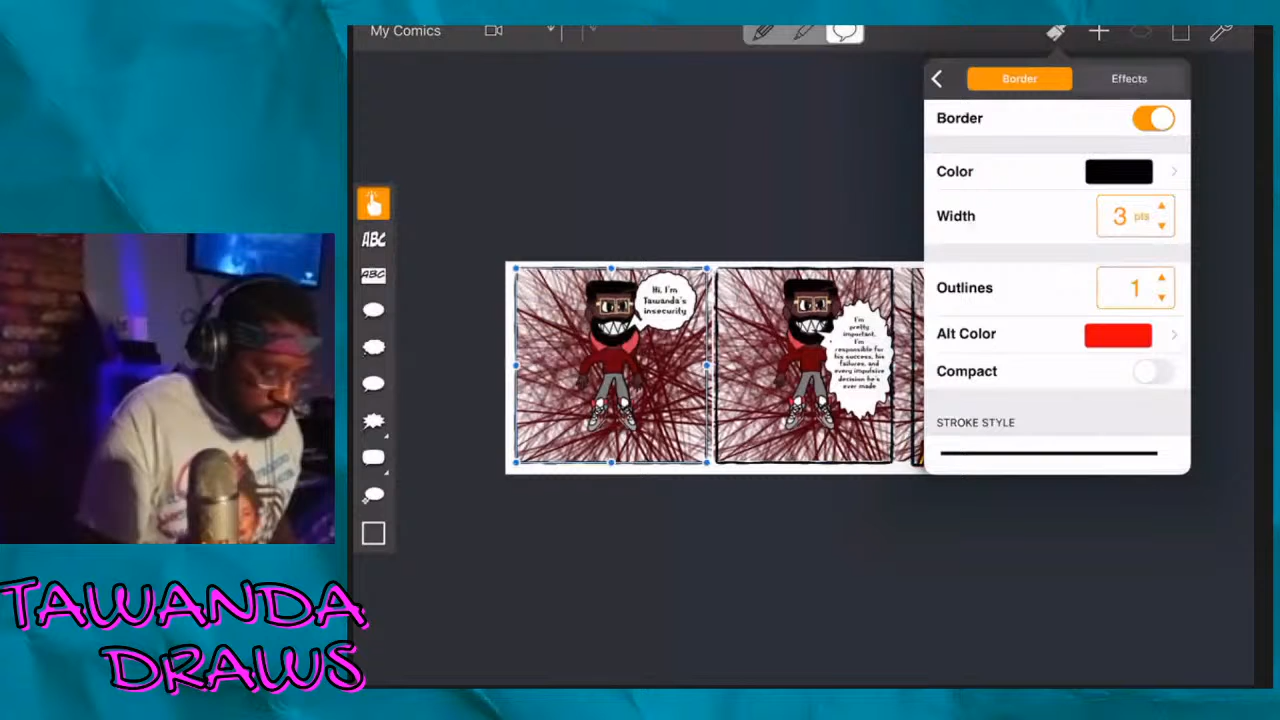 My Comics
Border
Effects
Border
Color
Width
3 pts
Outlines
1
Alt Color
Compact
STROKE STYLE
ABC
ABC
Hi, I'm
Tawanda's
insecurity
I'm
pretty
important.
I'm
responsible for
his success, his
failures, and
every impulsive
decision he's
ever made
TAWANDA
DRAWS